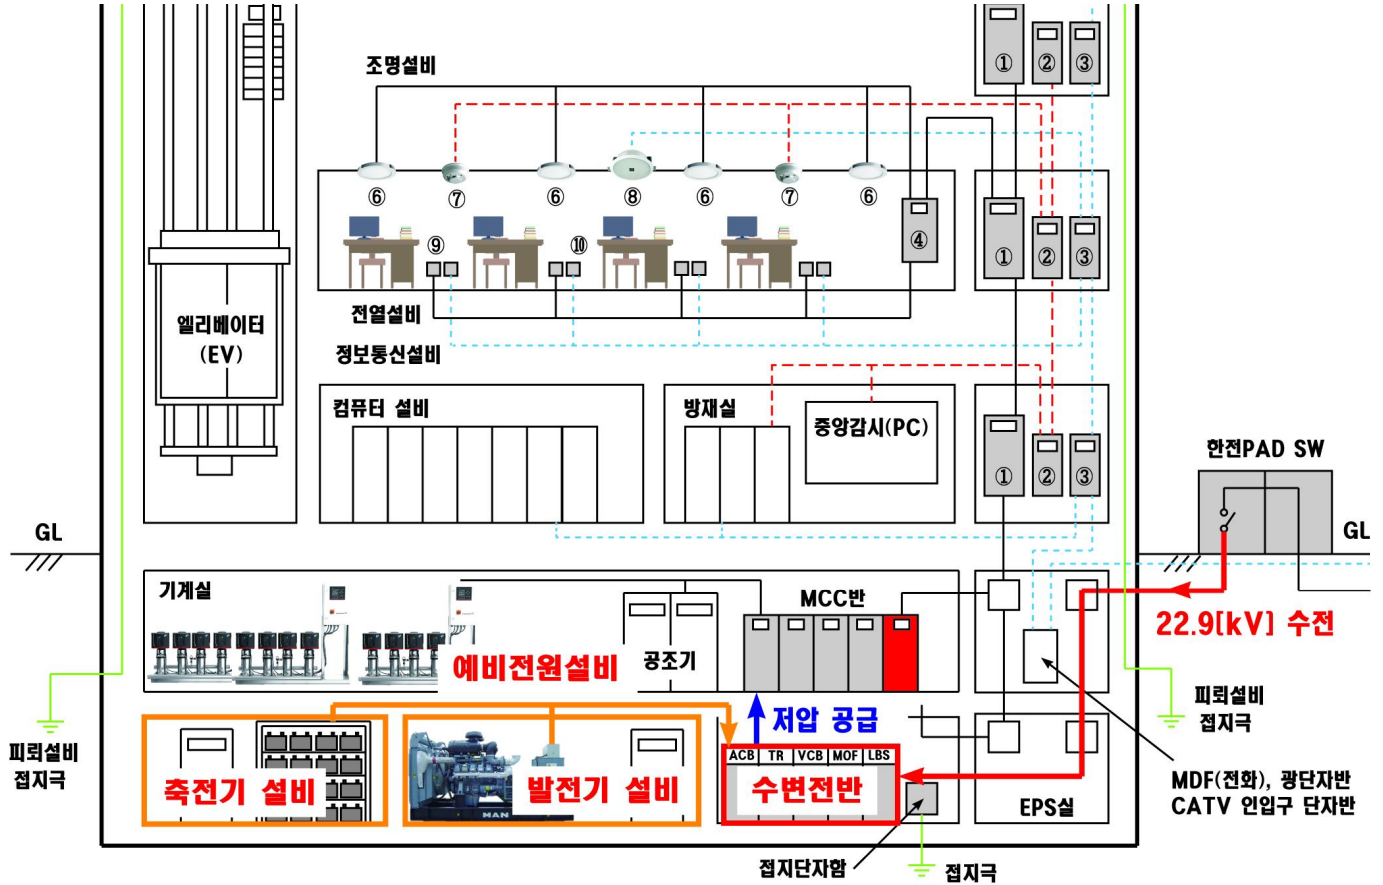 ① ② ③
조명설비
⑥ ⑦ ⑥ ⑧ ⑥ ⑦ ⑥
④
① ② ③
⑨ ⑩
전열설비
정보통신설비
엘리베이터
(EV)
컴퓨터 설비
방재실
중앙감시(PC)
① ② ③
한전PAD SW
GL
GL
기계실
MCC반
22.9[kV] 수전
예비전원설비
공조기
저압 공급
피뢰설비
접지극
피뢰설비
접지극
ACB TR VCB MOF LBS
축전기 설비
발전기 설비
수변전반
MAN
EPS실
MDF(전화), 광단자반
CATV 인입구 단자반
접지단자함
접지극